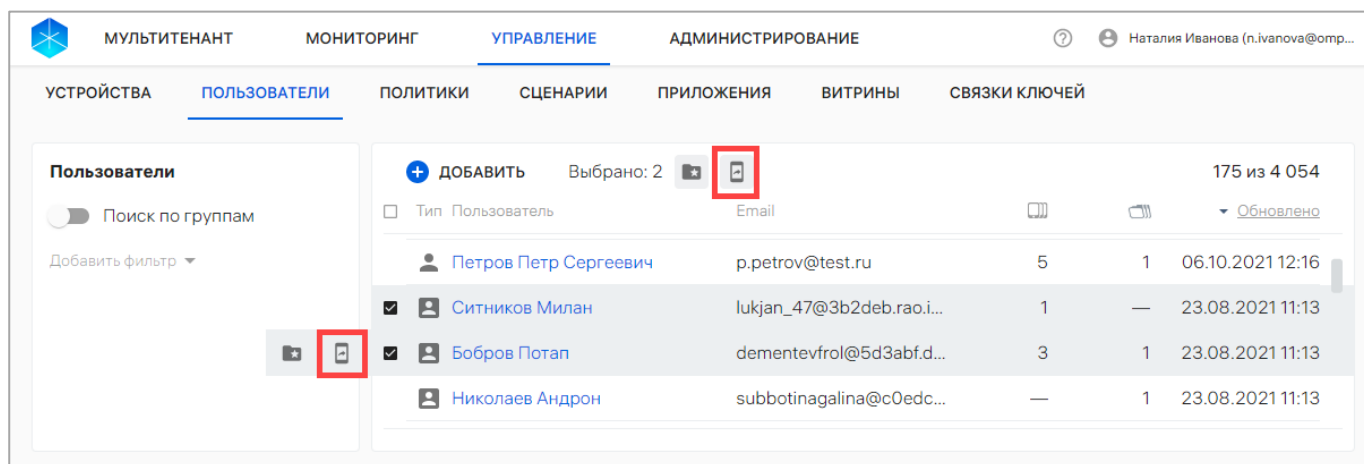 МУЛЬТИТЕНАНТ МОНИТОРИНГ УПРАВЛЕНИЕ АДМИНИСТРИРОВАНИЕ ? Наталия Иванова (n.ivanova@omp...
УСТРОЙСТВА ПОЛЬЗОВАТЕЛИ ПОЛИТИКИ СЦЕНАРИИ ПРИЛОЖЕНИЯ ВИТРИНЫ СВЯЗКИ КЛЮЧЕЙ
Пользователи
Поиск по группам
Добавить фильтр
ДОБАВИТЬ Выбрано: 2 175 из 4 054
Тип Пользователь Email Обновлено
Петров Петр Сергеевич p.petrov@test.ru 5 1 06.10.2021 12:16
Ситников Милан lukjan_47@3b2deb.rao.i... 1 — 23.08.2021 11:13
Бобров Потап dementevfrol@5d3abf.d... 3 1 23.08.2021 11:13
Николаев Андрон subbotinagalina@c0edc... — 1 23.08.2021 11:13